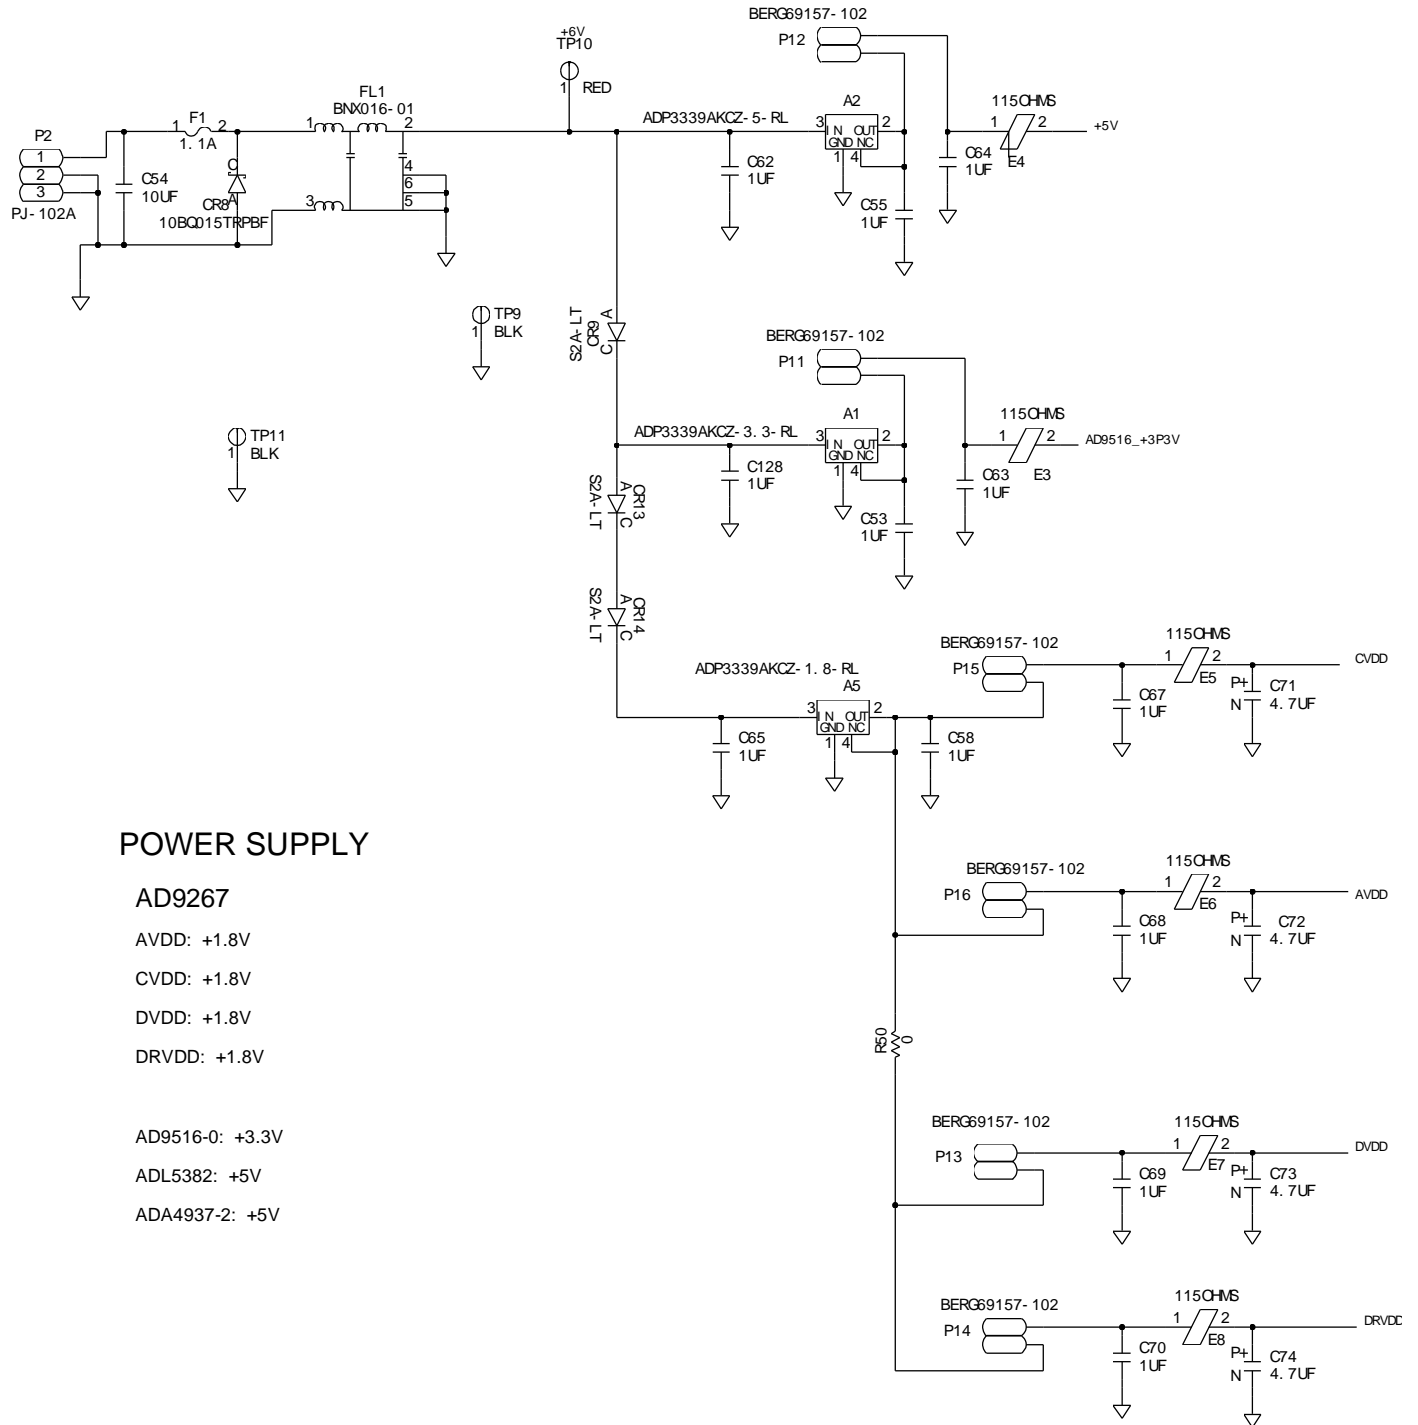 BERG69157-102
P12
+6V
TP10
1 RED
FL1
BNX016-01
F1
1 2
1.1A
1 2
P2
1
2
3
PJ-102A
C54
10UF
C
A
CR8
10BQ015TRPBF
3
4
6
5
ADP3339AKCZ-5-RL
A2
3 IN OUT 2
GND NC
1 4
C62
1UF
C55
1UF
C64
1UF
115OHMS
1 2
E4
+5V
TP9
1 BLK
TP11
1 BLK
S2A-LT
CR9
A
C
BERG69157-102
P11
ADP3339AKCZ-3.3-RL
A1
3 IN OUT 2
GND NC
1 4
C128
1UF
C53
1UF
C63
1UF
115OHMS
1 2
E3
AD9516_+3P3V
S2A-LT
A
C
CR13
S2A-LT
A
C
CR14
ADP3339AKCZ-1.8-RL
A5
3 IN OUT 2
GND NC
1 4
C65
1UF
C58
1UF
BERG69157-102
P15
C67
1UF
115OHMS
1 2
E5
P+
N
C71
4.7UF
CVDD
BERG69157-102
P16
C68
1UF
115OHMS
1 2
E6
P+
N
C72
4.7UF
AVDD
R50
0
BERG69157-102
P13
C69
1UF
115OHMS
1 2
E7
P+
N
C73
4.7UF
DVDD
BERG69157-102
P14
C70
1UF
115OHMS
1 2
E8
P+
N
C74
4.7UF
DRVDD
POWER SUPPLY
AD9267
AVDD: +1.8V
CVDD: +1.8V
DVDD: +1.8V
DRVDD: +1.8V
AD9516-0: +3.3V
ADL5382: +5V
ADA4937-2: +5V